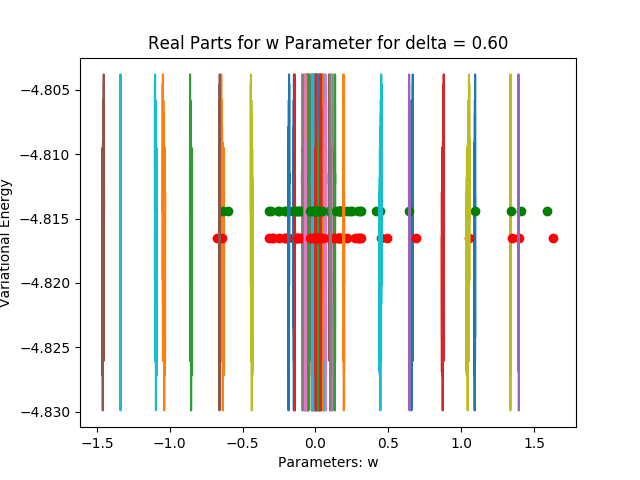 Real Parts for w Parameter for delta = 0.60
−4.805
−4.810
−4.815
−4.820
−4.825
−4.830
Variational Energy
−1.5 −1.0 −0.5 0.0 0.5 1.0 1.5
Parameters: w